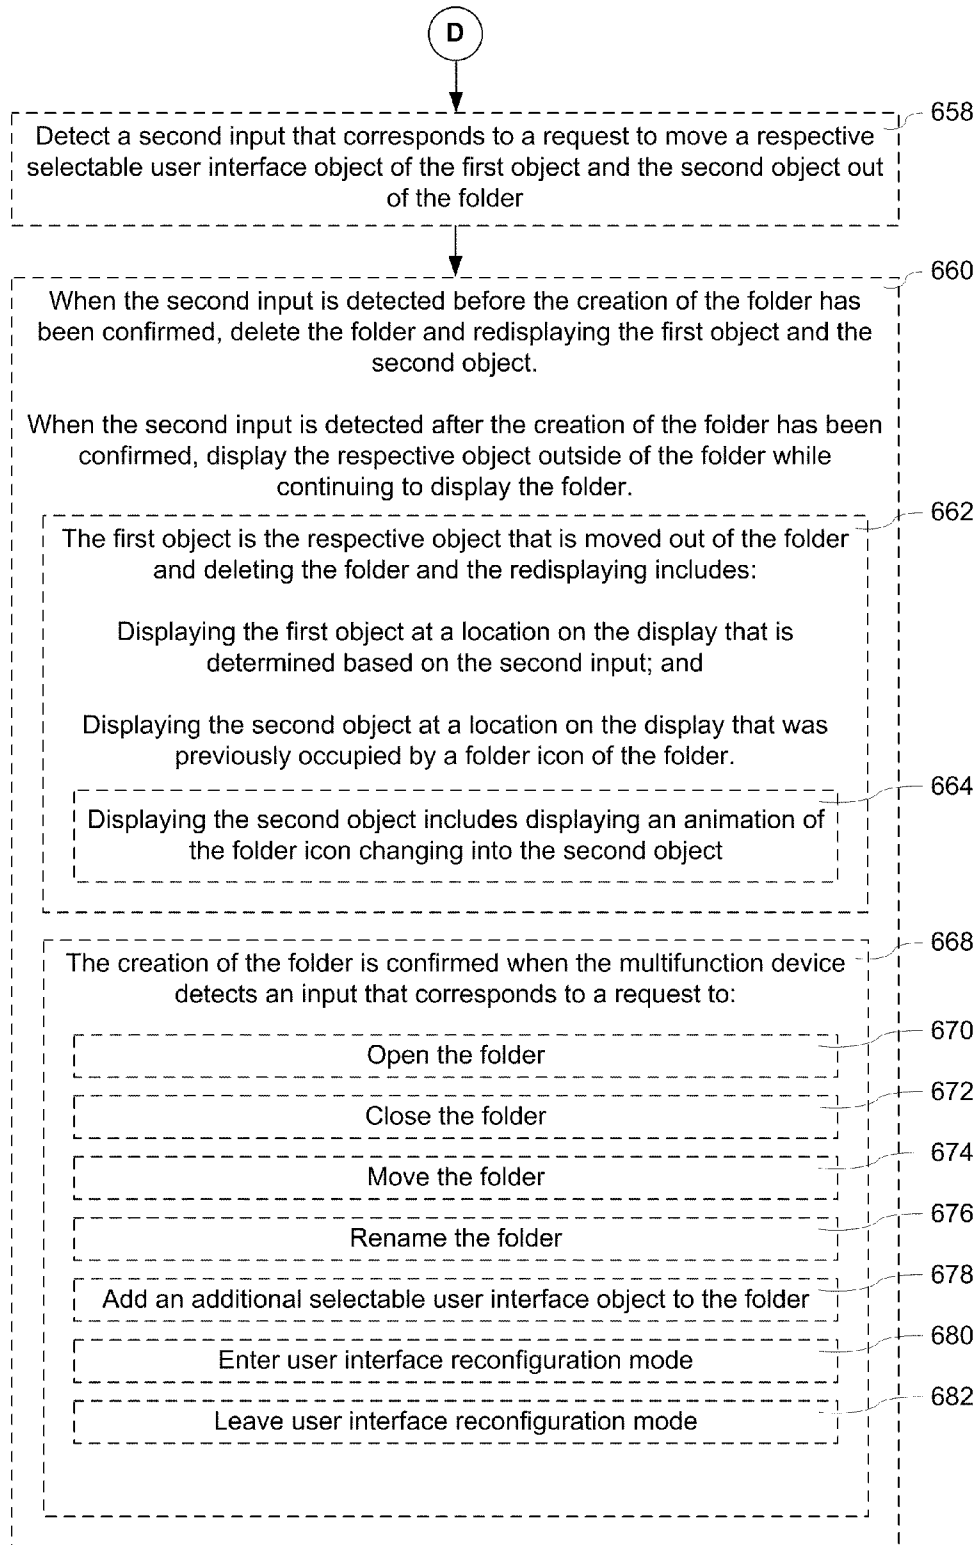 D
658
Detect a second input that corresponds to a request to move a respective
selectable user interface object of the first object and the second object out
of the folder
660
When the second input is detected before the creation of the folder has
been confirmed, delete the folder and redisplaying the first object and the
second object.
When the second input is detected after the creation of the folder has been
confirmed, display the respective object outside of the folder while
continuing to display the folder.
662
The first object is the respective object that is moved out of the folder
and deleting the folder and the redisplaying includes:
Displaying the first object at a location on the display that is
determined based on the second input; and
Displaying the second object at a location on the display that was
previously occupied by a folder icon of the folder.
664
Displaying the second object includes displaying an animation of
the folder icon changing into the second object
668
The creation of the folder is confirmed when the multifunction device
detects an input that corresponds to a request to:
670
Open the folder
672
Close the folder
674
Move the folder
676
Rename the folder
678
Add an additional selectable user interface object to the folder
680
Enter user interface reconfiguration mode
682
Leave user interface reconfiguration mode